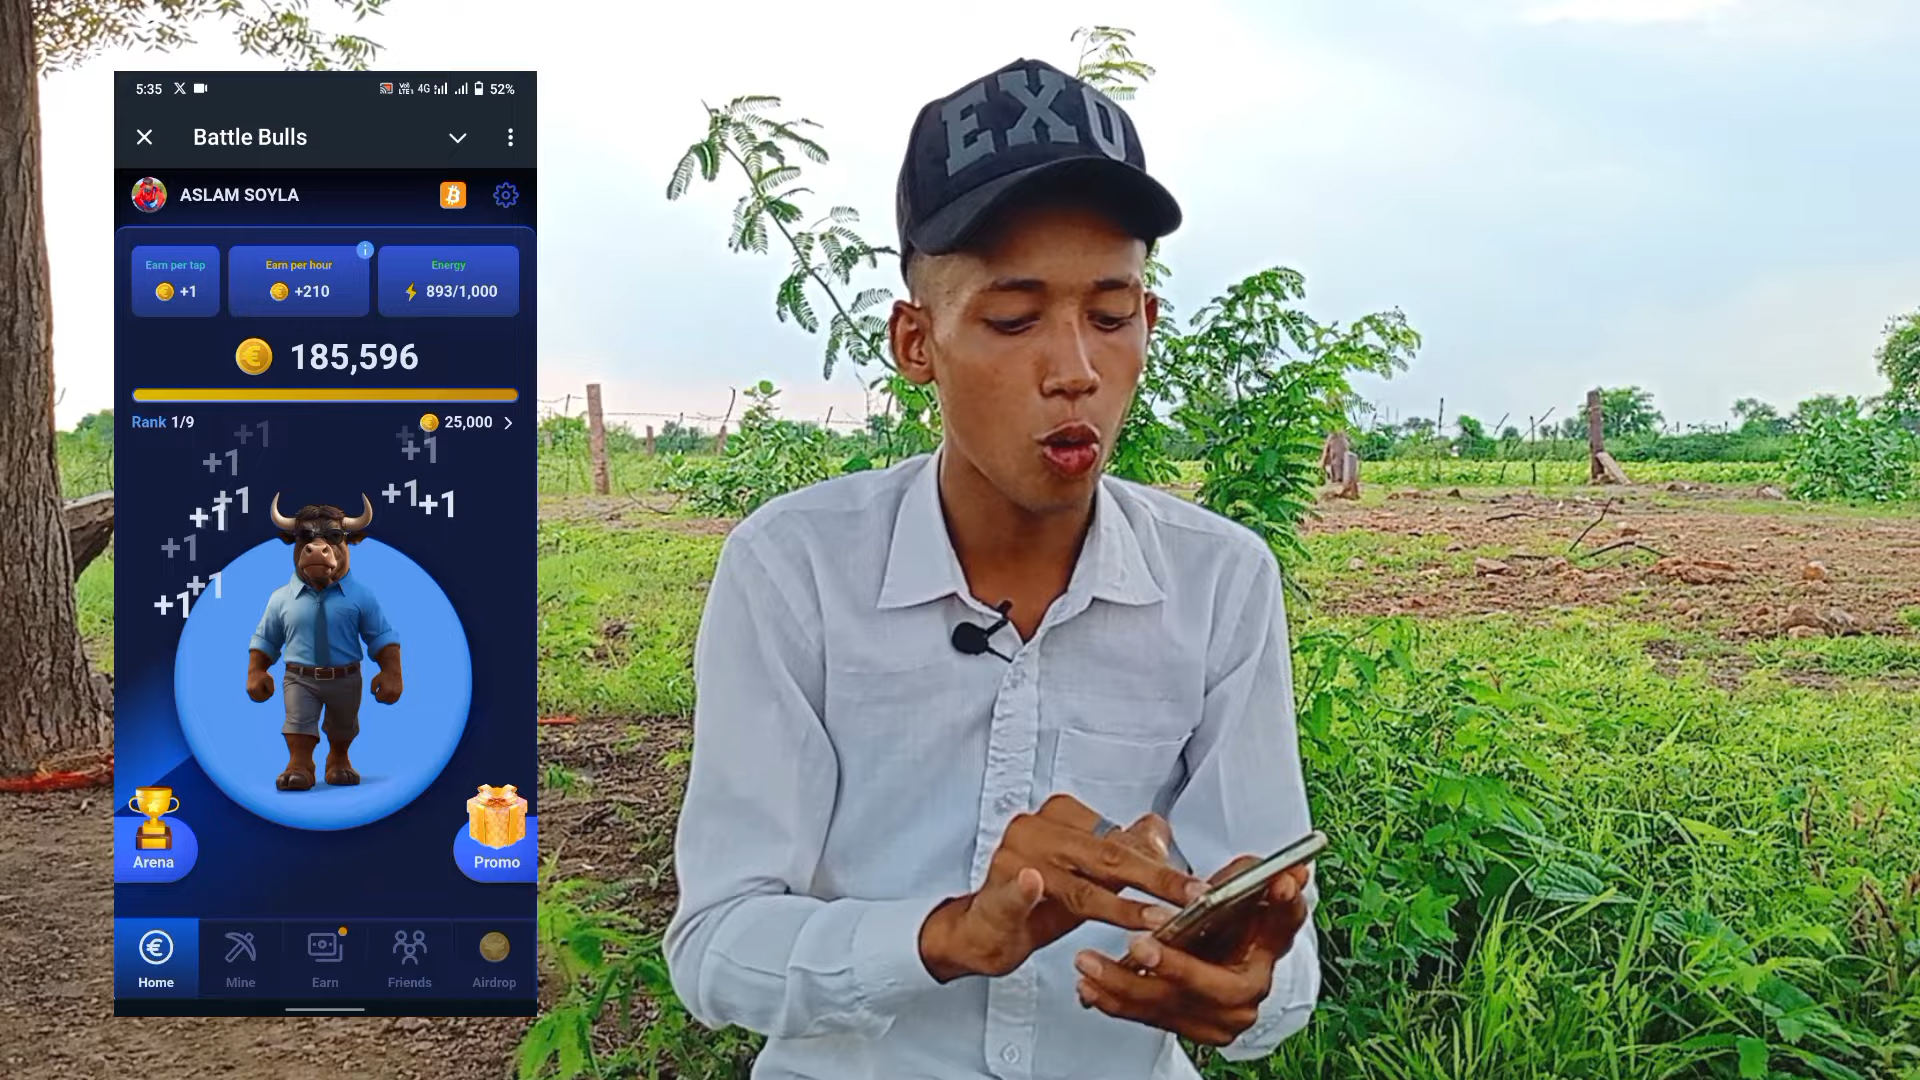 5:35 X VoLTE1 4G 52%
Battle Bulls
ASLAM SOYLA
Earn per tap
+1
Earn per hour
+210
Energy
893/1,000
185,596
Rank 1/9
25,000
+1
+1
+1
+1
+1
+1
+1
+1
+1
+1
+1
Arena
Promo
Home
Mine
Earn
Friends
Airdrop
EXO